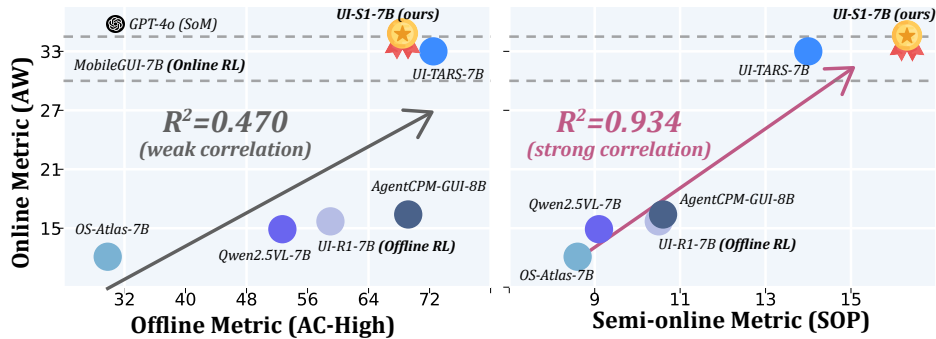 GPT-4o (SoM)
UI-S1-7B (ours)
MobileGUI-7B (Online RL)
UI-TARS-7B
R²=0.470
(weak correlation)
AgentCPM-GUI-8B
OS-Atlas-7B
Qwen2.5VL-7B
UI-R1-7B (Offline RL)
33
27
21
15
Online Metric (AW)
32
40
48
56
64
72
Offline Metric (AC-High)
UI-S1-7B (ours)
UI-TARS-7B
R²=0.934
(strong correlation)
Qwen2.5VL-7B
AgentCPM-GUI-8B
UI-R1-7B (Offline RL)
OS-Atlas-7B
9
11
13
15
Semi-online Metric (SOP)